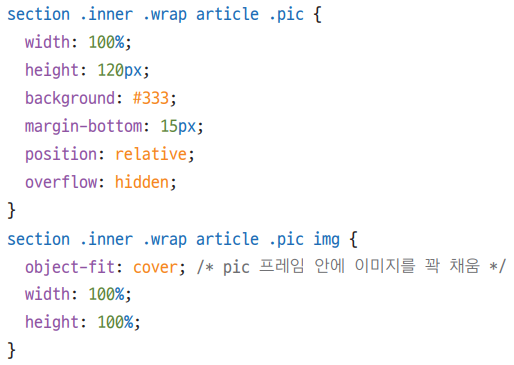 section .inner .wrap article .pic {
  width: 100%;
  height: 120px;
  background: #333;
  margin-bottom: 15px;
  position: relative;
  overflow: hidden;
}
section .inner .wrap article .pic img {
  object-fit: cover; /* pic 프레임 안에 이미지를 꽉 채움 */
  width: 100%;
  height: 100%;
}